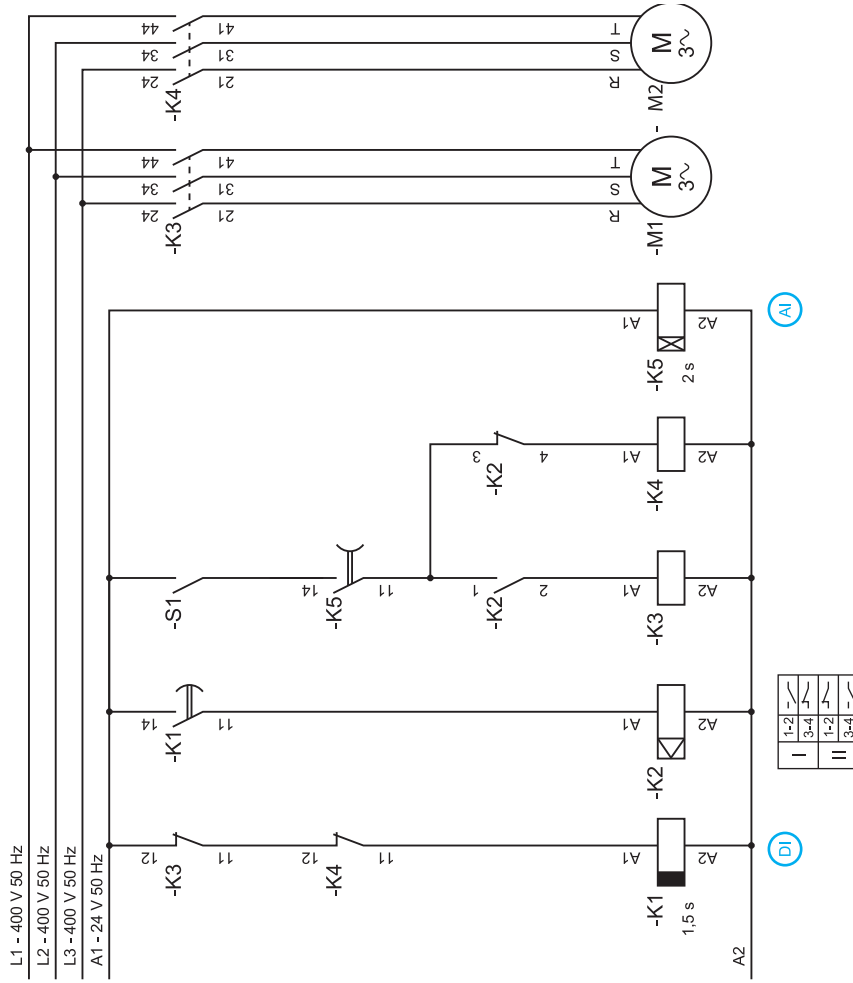 L1 - 400 V 50 Hz
L2 - 400 V 50 Hz
L3 - 400 V 50 Hz
A1 - 24 V 50 Hz
-K3
12
11
-K4
12
11
-K1
1,5 s
A1
A2
DI
-K1
14
11
-K2
A1
A2
I
1-2
3-4
II
1-2
3-4
-S1
-K5
14
11
-K2
1
2
-K3
A1
A2
-K2
3
4
-K4
A1
A2
-K5
2 s
A1
A2
AI
A2
-K3
24
34
44
21
31
41
R
S
T
-M1
M
3~
-K4
24
34
44
21
31
41
R
S
T
- M2
M
3~